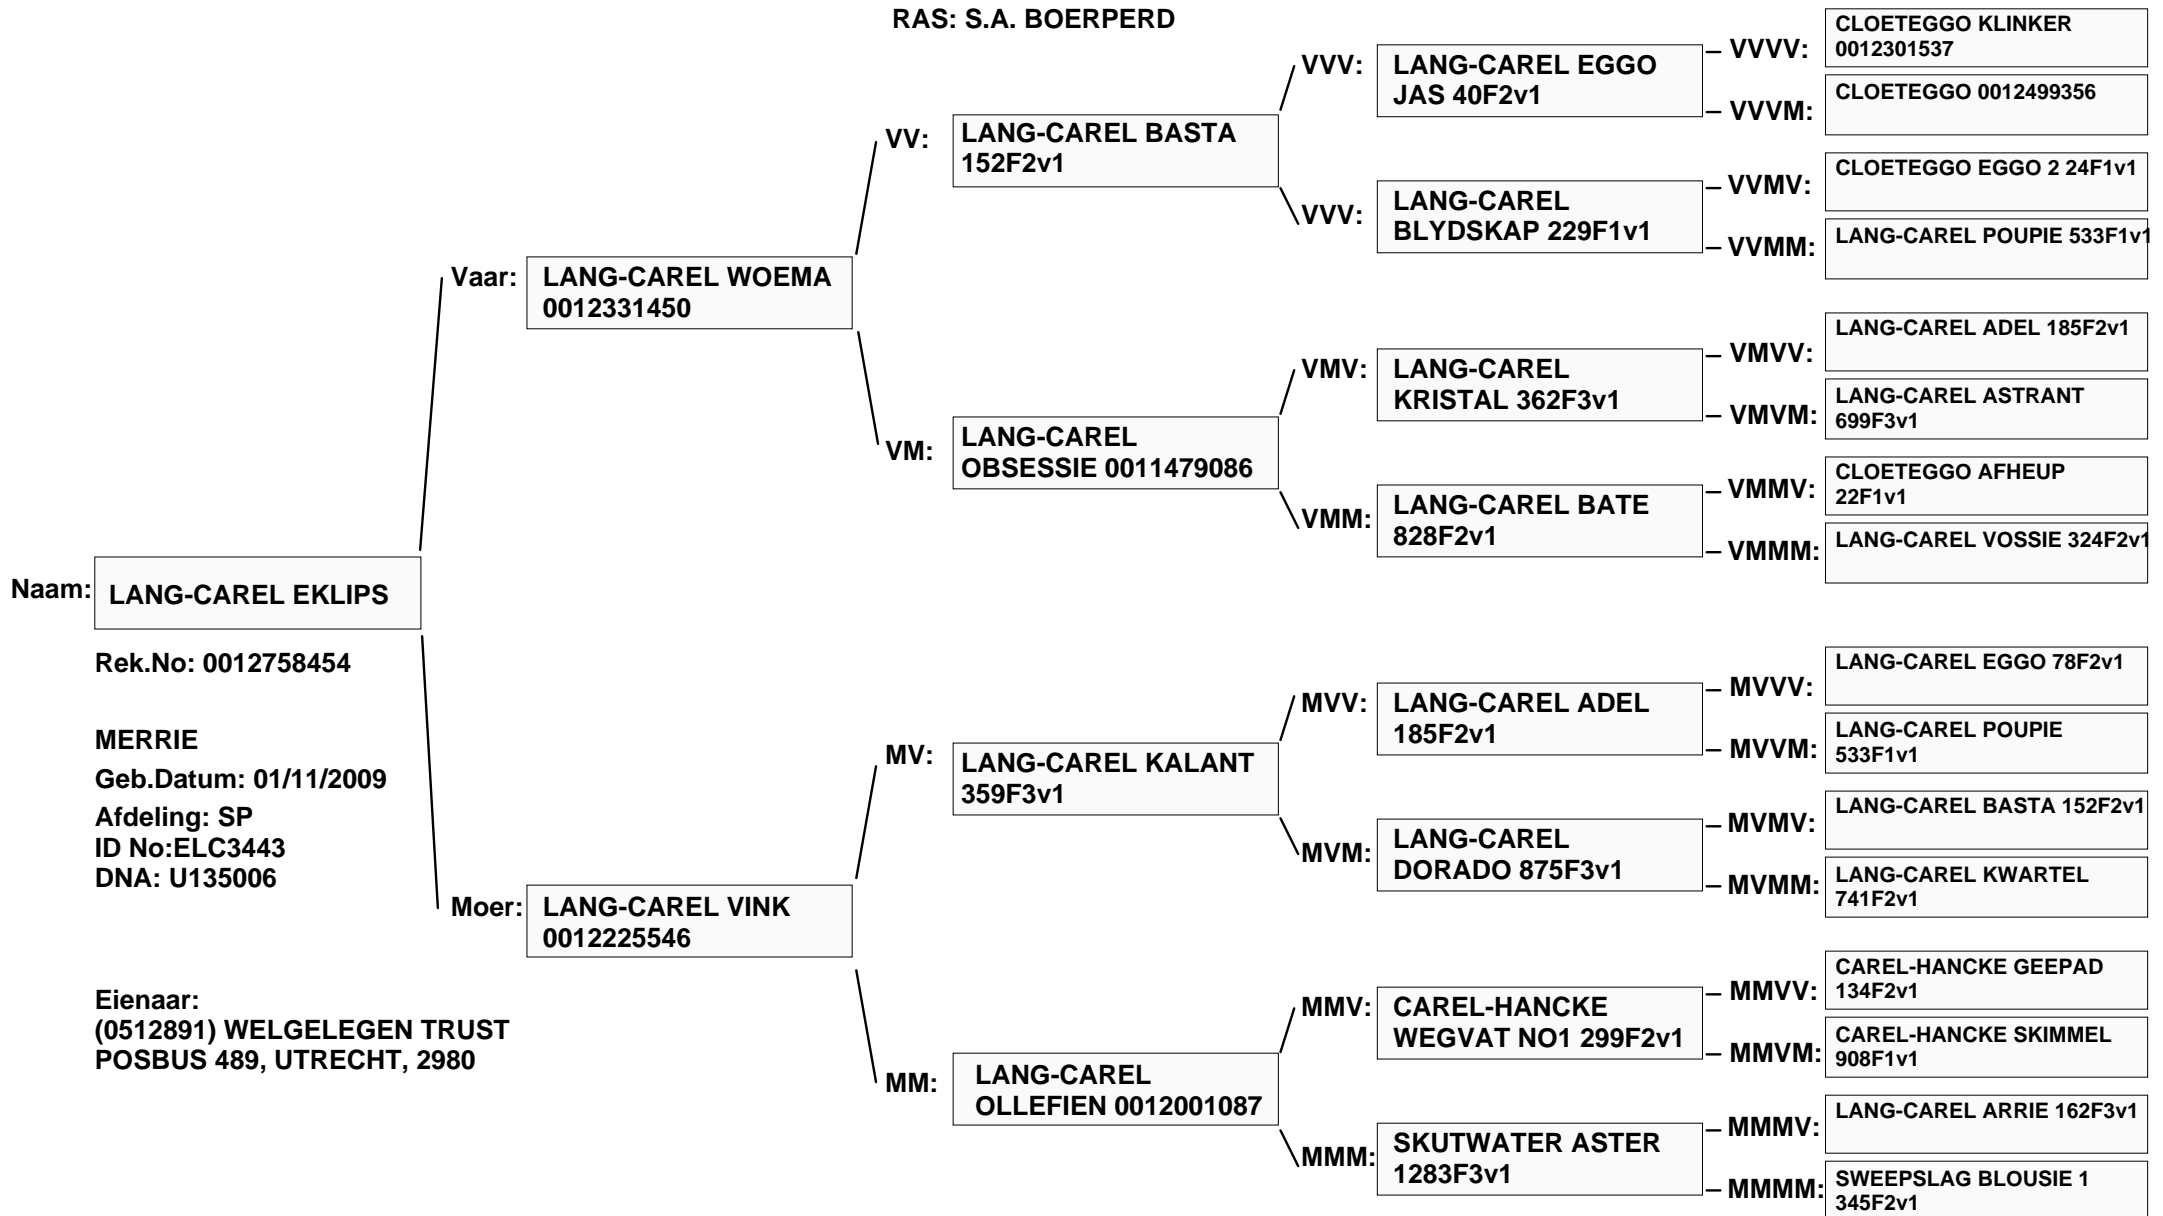 RAS: S.A. BOERPERD
Naam:
LANG-CAREL EKLIPS
Rek.No: 0012758454
MERRIE
Geb.Datum: 01/11/2009
Afdeling: SP
ID No:ELC3443
DNA: U135006
Eienaar:
(0512891) WELGELEGEN TRUST
POSBUS 489, UTRECHT, 2980
Vaar:
LANG-CAREL WOEMA
0012331450
Moer:
LANG-CAREL VINK
0012225546
VV:
LANG-CAREL BASTA
152F2v1
VM:
LANG-CAREL
OBSESSIE 0011479086
MV:
LANG-CAREL KALANT
359F3v1
MM:
LANG-CAREL
OLLEFIEN 0012001087
VVV:
LANG-CAREL EGGO
JAS 40F2v1
VVV:
LANG-CAREL
BLYDSKAP 229F1v1
VMV:
LANG-CAREL
KRISTAL 362F3v1
VMM:
LANG-CAREL BATE
828F2v1
MVV:
LANG-CAREL ADEL
185F2v1
MVM:
LANG-CAREL
DORADO 875F3v1
MMV:
CAREL-HANCKE
WEGVAT NO1 299F2v1
MMM:
SKUTWATER ASTER
1283F3v1
VVVV:
CLOETEGGO KLINKER
0012301537
VVVM:
CLOETEGGO 0012499356
VVMV:
CLOETEGGO EGGO 2 24F1v1
VVMM:
LANG-CAREL POUPIE 533F1v1
VMVV:
LANG-CAREL ADEL 185F2v1
VMVM:
LANG-CAREL ASTRANT
699F3v1
VMMV:
CLOETEGGO AFHEUP
22F1v1
VMMM:
LANG-CAREL VOSSIE 324F2v1
MVVV:
LANG-CAREL EGGO 78F2v1
MVVM:
LANG-CAREL POUPIE
533F1v1
MVMV:
LANG-CAREL BASTA 152F2v1
MVMM:
LANG-CAREL KWARTEL
741F2v1
MMVV:
CAREL-HANCKE GEEPAD
134F2v1
MMVM:
CAREL-HANCKE SKIMMEL
908F1v1
MMMV:
LANG-CAREL ARRIE 162F3v1
MMMM:
SWEEPSLAG BLOUSIE 1
345F2v1